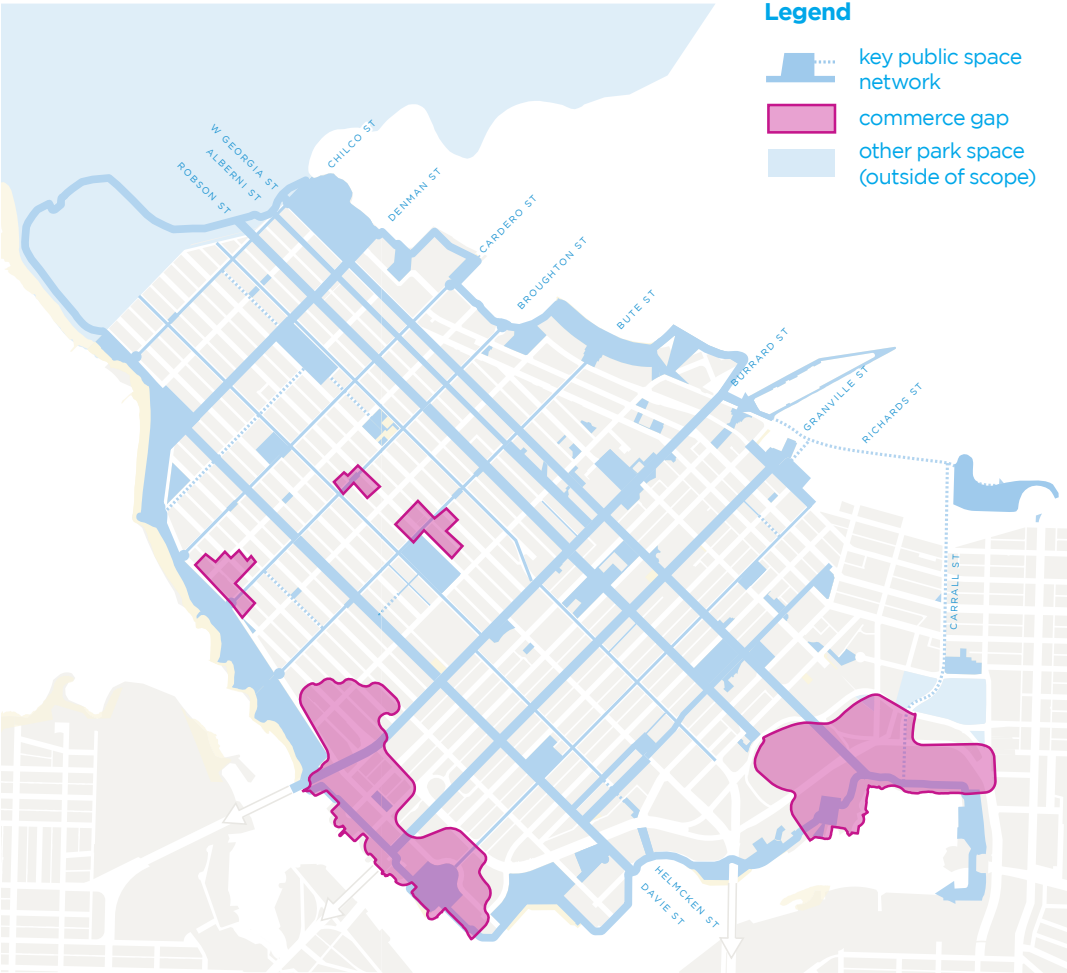 Legend
key public space
network
commerce gap
other park space
(outside of scope)
W GEORGIA ST
ALBERNI ST
ROBSON ST
CHILCO ST
DENMAN ST
CARDERO ST
BROUGHTON ST
BUTE ST
BURRARD ST
GRANVILLE ST
RICHARDS ST
CARRALL ST
HELMCKEN ST
DAVIE ST